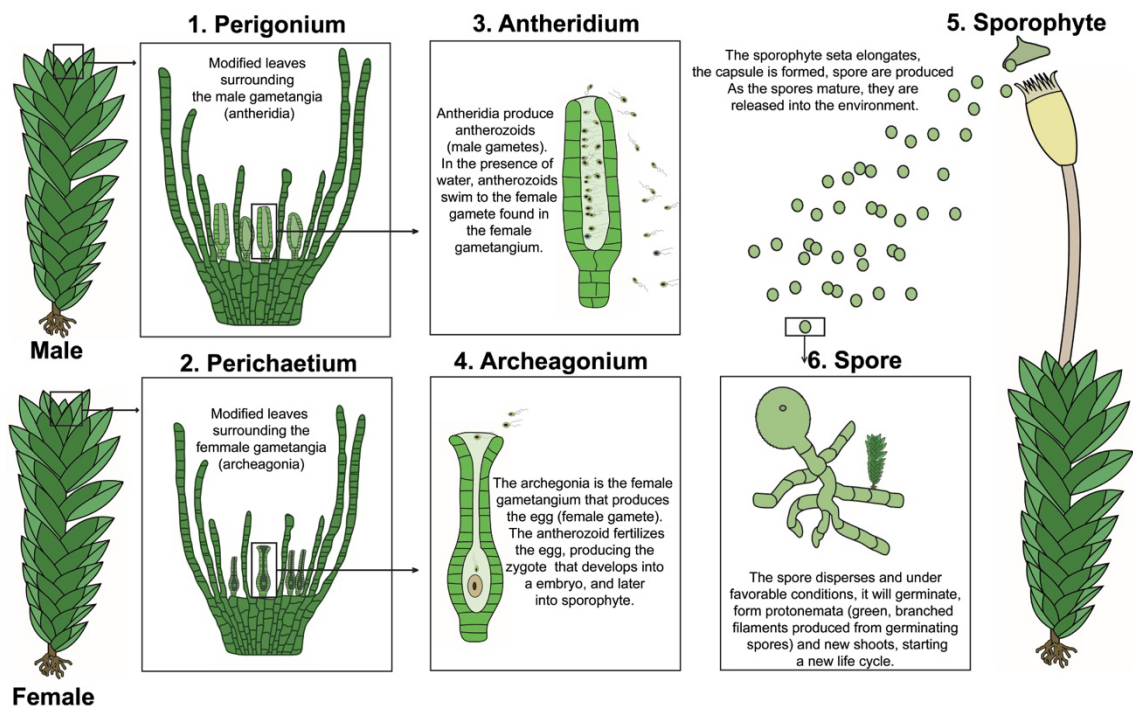 1. Perigonium
Modified leaves
surrounding
the male gametangia
(antheridia)
Male
3. Antheridium
Antheridia produce
antherozoids
(male gametes).
In the presence of
water, antherozoids
swim to the female
gamete found in
the female
gametangium.
5. Sporophyte
The sporophyte seta elongates,
the capsule is formed, spore are produced
As the spores mature, they are
released into the environment.
2. Perichaetium
Modified leaves
surrounding the
femmale gametangia
(archeagonia)
Female
4. Archeagonium
The archegonia is the female
gametangium that produces
the egg (female gamete).
The antherozoid fertilizes
the egg, producing the
zygote that develops into
a embryo, and later
into sporophyte.
6. Spore
The spore disperses and under
favorable conditions, it will germinate,
form protonemata (green, branched
filaments produced from germinating
spores) and new shoots, starting
a new life cycle.